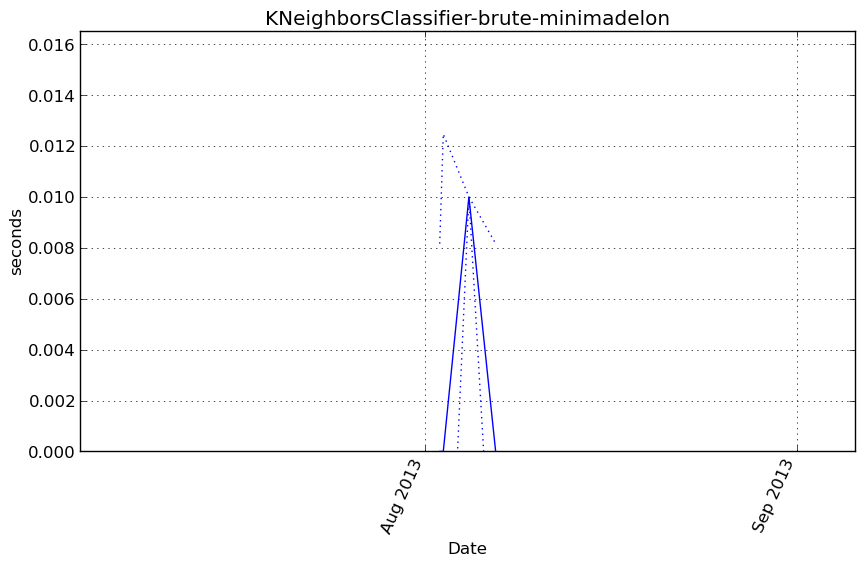 KNeighborsClassifier-brute-minimadelon
0.016
0.014
0.012
0.010
0.008
0.006
0.004
0.002
0.000
seconds
Aug 2013
Sep 2013
Date